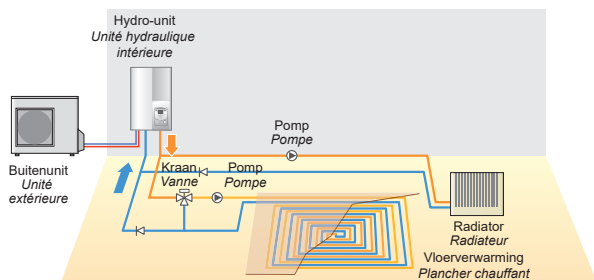 Hydro-unit
Unité hydraulique
intérieure
Buitenunit
Unité
extérieure
Pomp
Pompe
Kraan
Vanne
Pomp
Pompe
Radiator
Radiateur
Vloerverwarming
Plancher chauffant